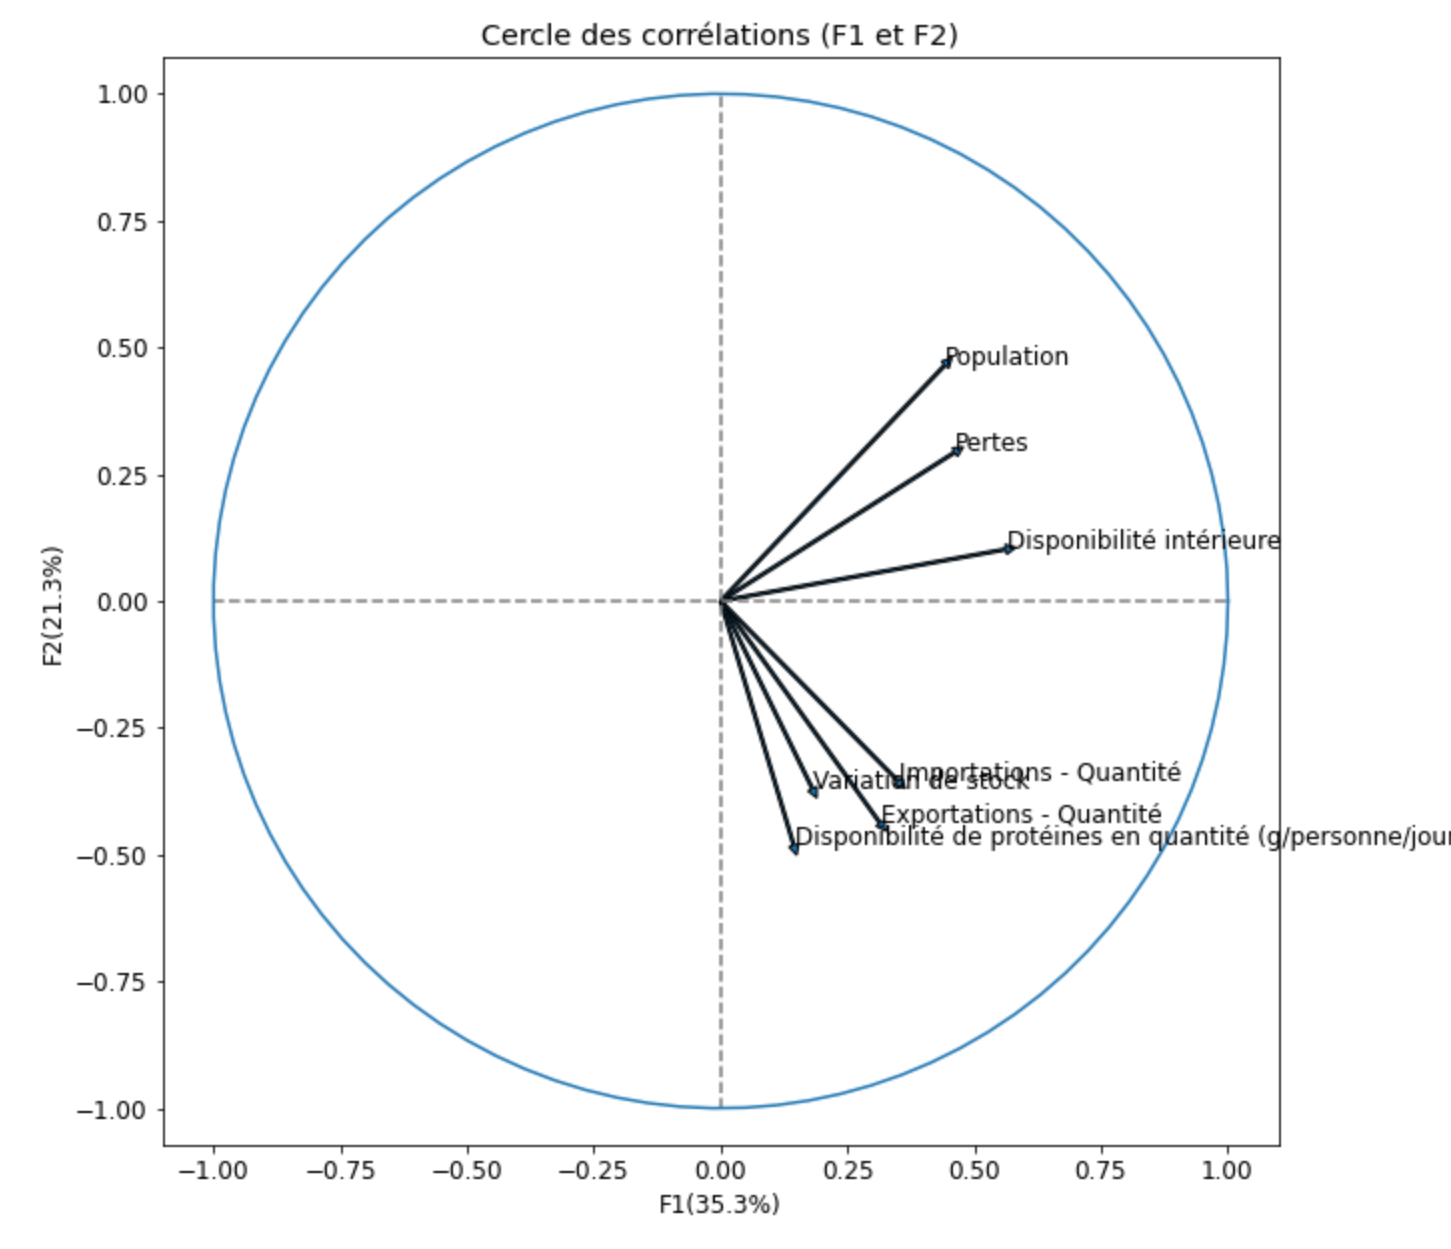 Cercle des corrélations (F1 et F2)
1.00
0.75
0.50
0.25
0.00
−0.25
−0.50
−0.75
−1.00
F2(21.3%)
Population
Pertes
Disponibilité intérieure
Importations - Quantité
Variation de stock
Exportations - Quantité
Disponibilité de protéines en quantité (g/personne/jour
−1.00 −0.75 −0.50 −0.25 0.00 0.25 0.50 0.75 1.00
F1(35.3%)